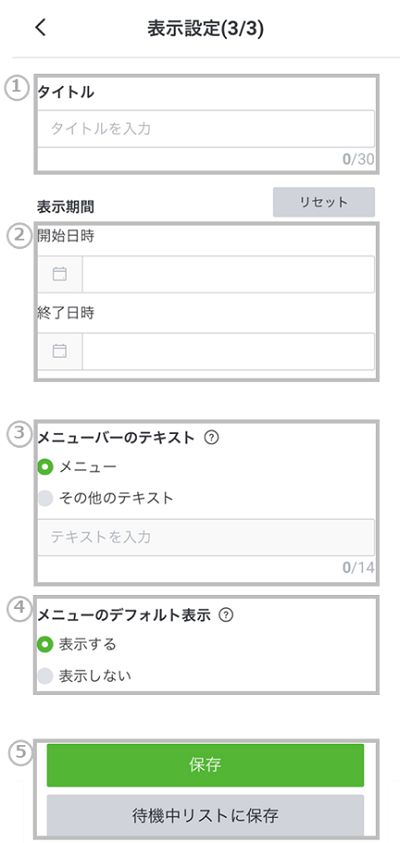 表示設定(3/3)
① タイトル
タイトルを入力
0/30
表示期間 リセット
② 開始日時
終了日時
③ メニューバーのテキスト ?
メニュー
その他のテキスト
テキストを入力
0/14
④ メニューのデフォルト表示 ?
表示する
表示しない
⑤ 保存
待機中リストに保存